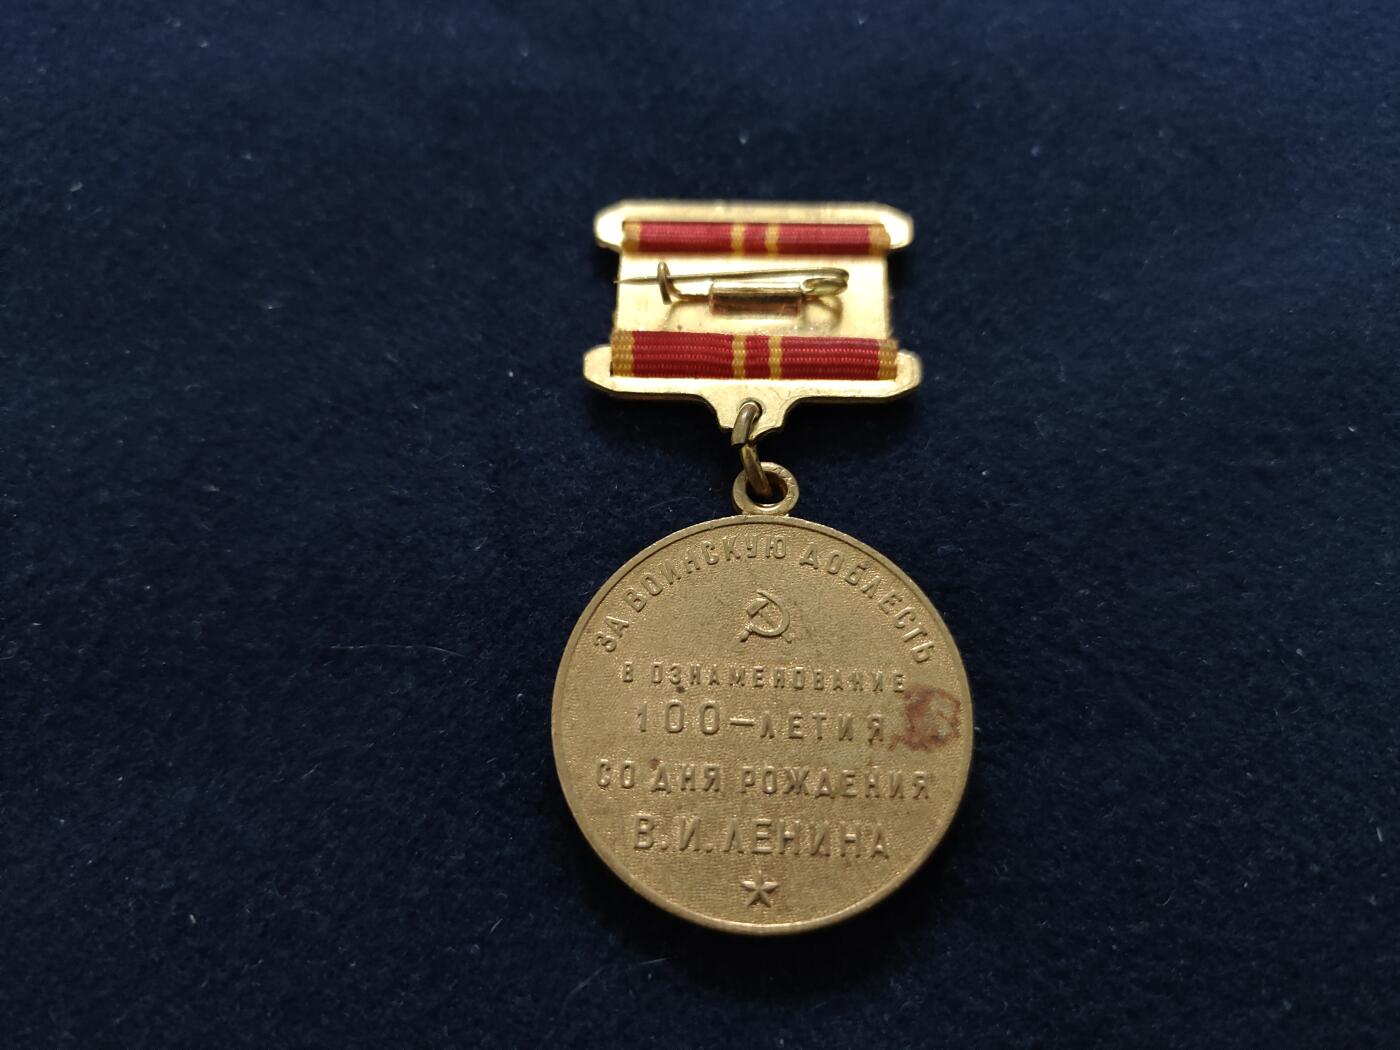 ЗА ВОИНСКУЮ ДОБЛЕСТЬ
В ОЗНАМЕНОВАНИЕ
100-ЛЕТИЯ
СО ДНЯ РОЖДЕНИЯ
В.И.ЛЕНИНА